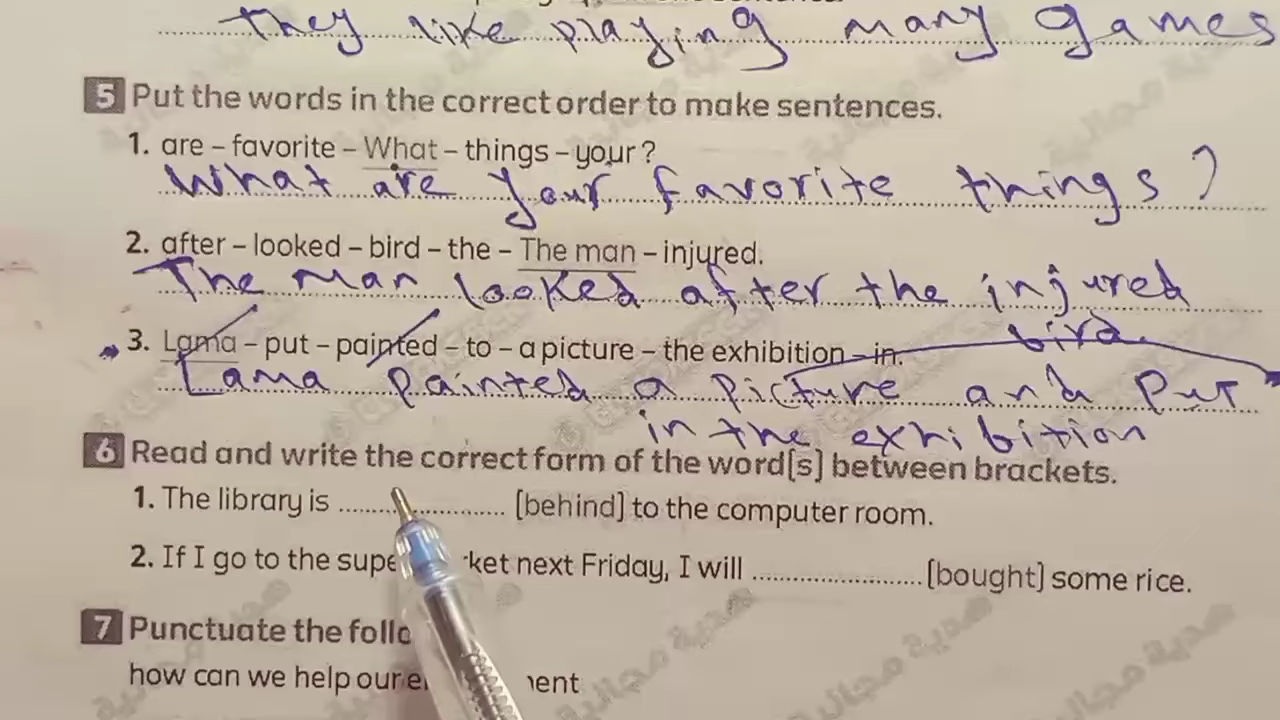 they like playing many games
5 Put the words in the correct order to make sentences.
1. are – favorite – What – things – your ?
What are your favorite things ?
2. after – looked – bird – the – The man – injured.
The man looked after the injured
bird.
3. Lama – put – painted – to – a picture – the exhibition – in.
Lama painted a picture and put
in the exhibition
6 Read and write the correct form of the word[s] between brackets.
1. The library is .................... [behind] to the computer room.
2. If I go to the supe rket next Friday, I will .................... [bought] some rice.
7 Punctuate the follo
how can we help our e ent
هدية مجانية